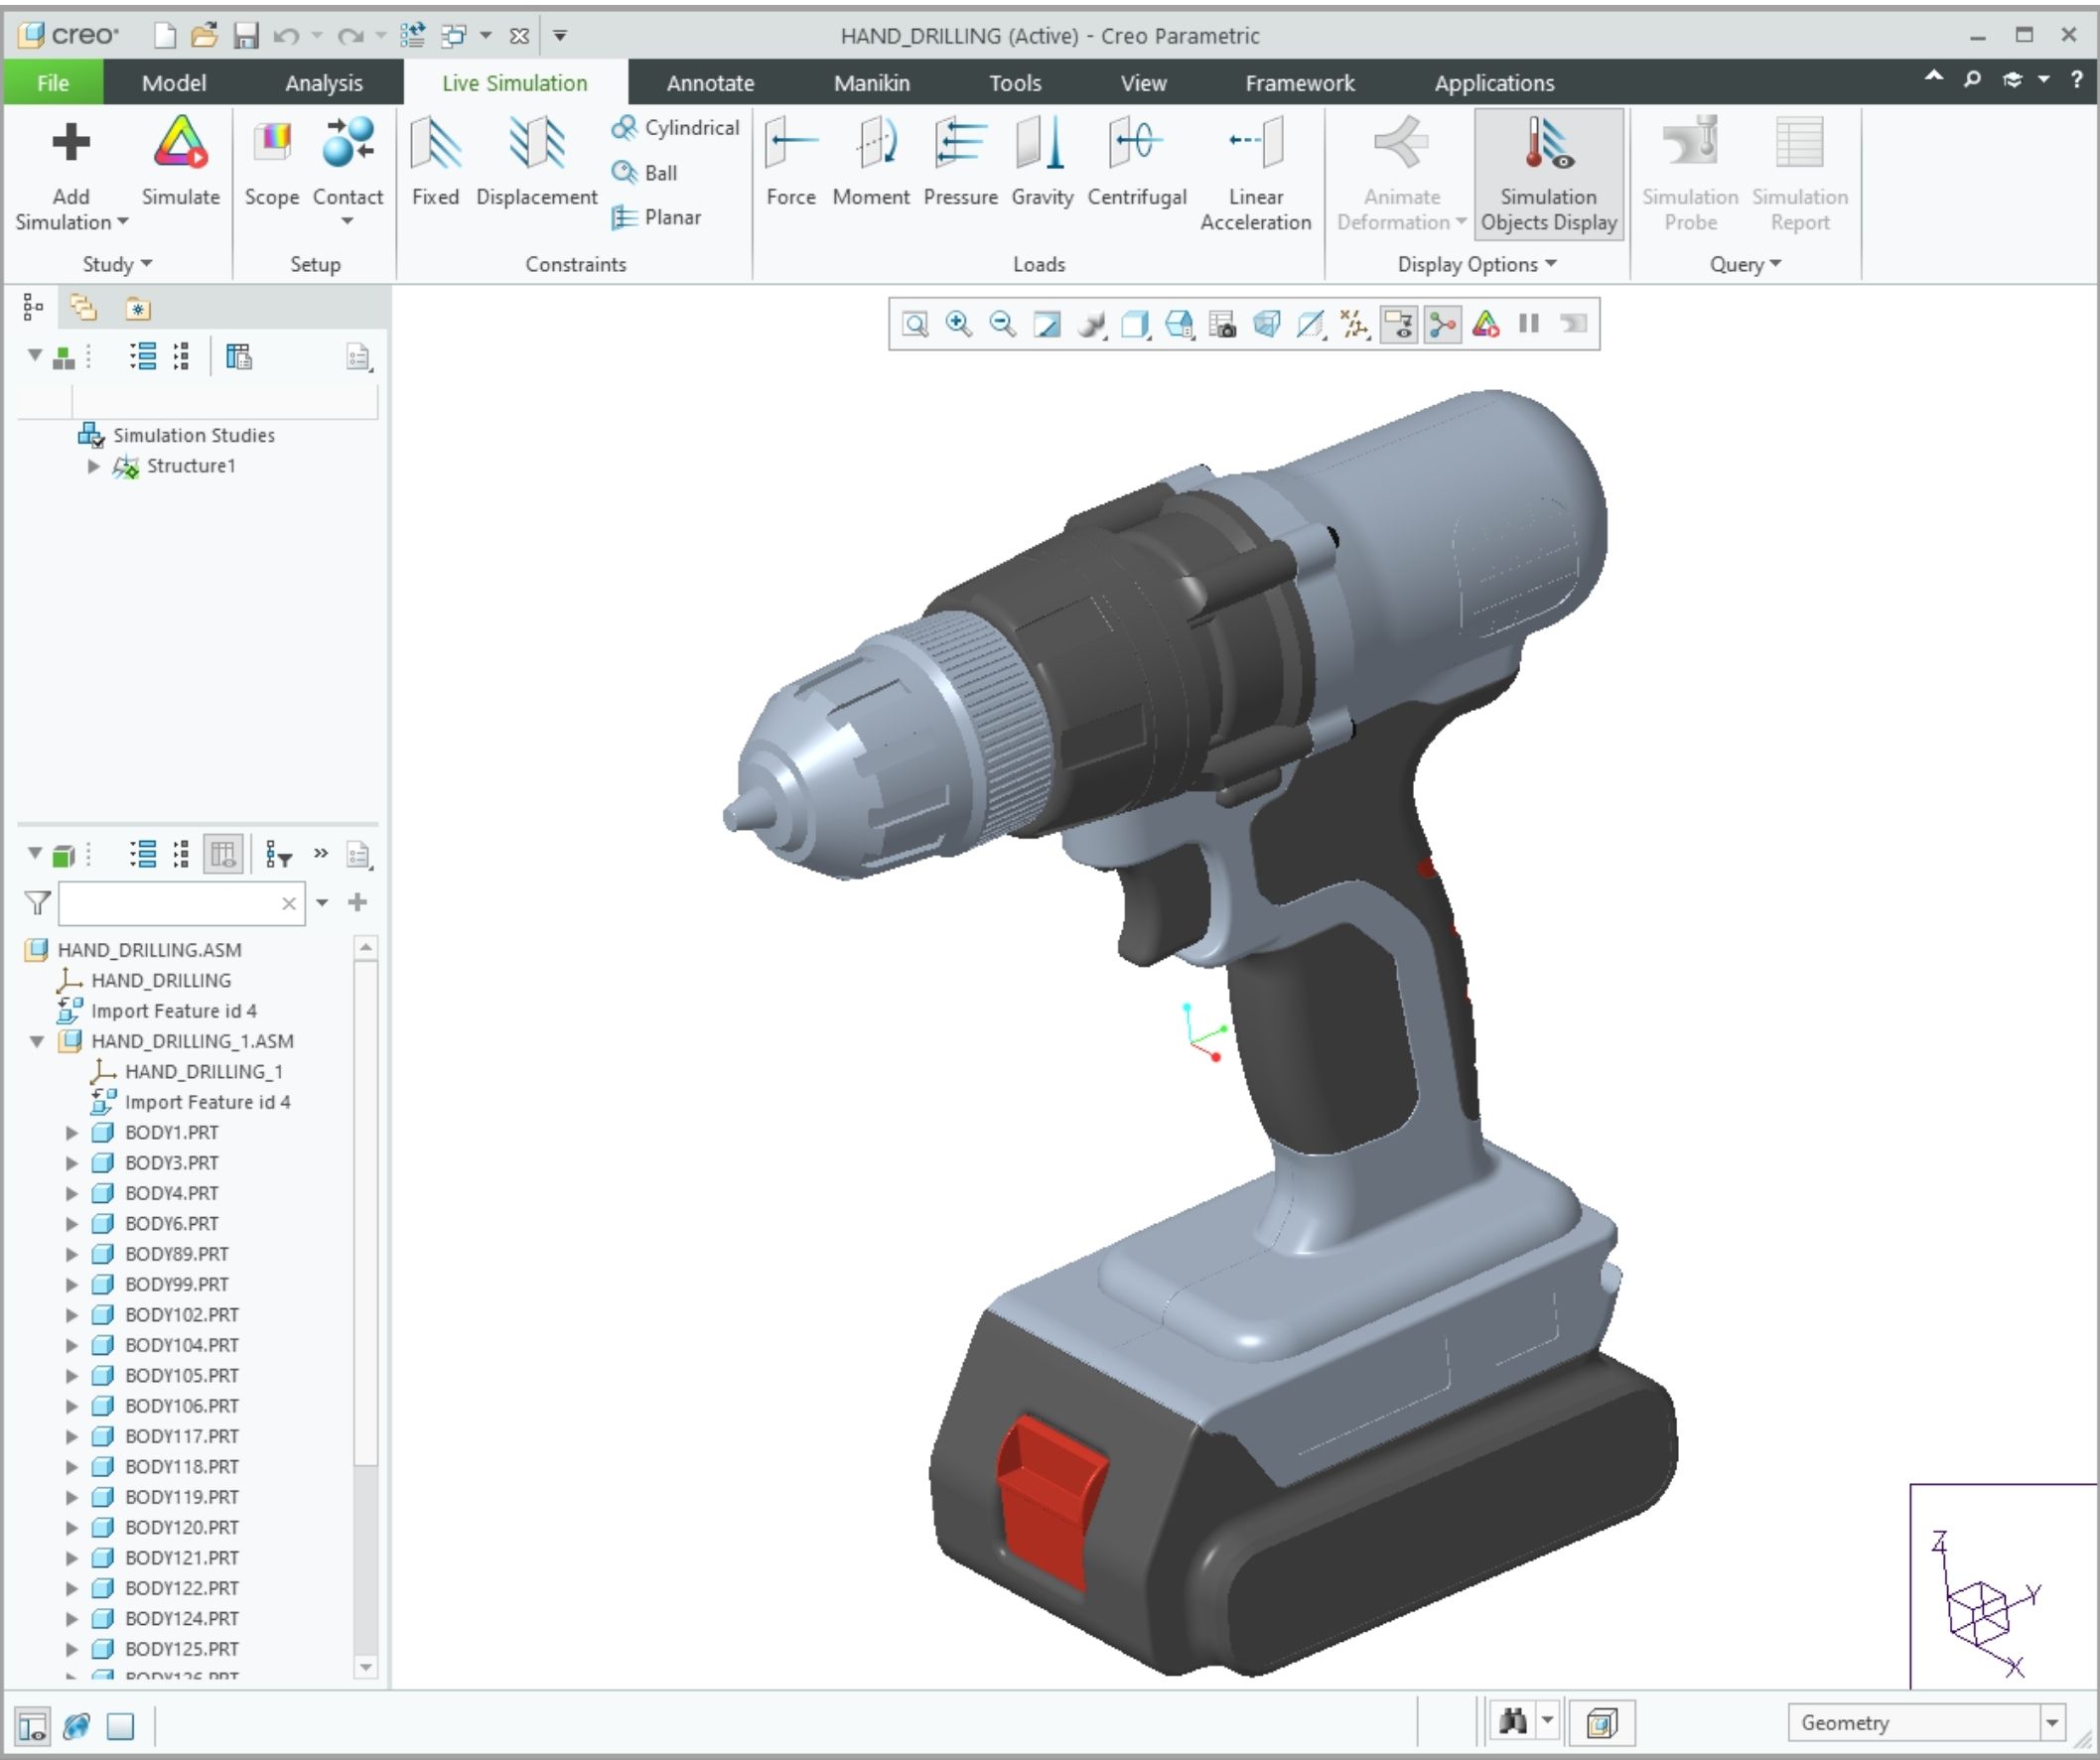 creo
HAND_DRILLING (Active) - Creo Parametric
File Model Analysis Live Simulation Annotate Manikin Tools View Framework Applications ?
Add Simulation
Simulate
Scope
Contact
Fixed
Displacement
Cylindrical
Ball
Planar
Force
Moment
Pressure
Gravity
Centrifugal
Linear
Acceleration
Animate
Deformation
Simulation
Objects Display
Simulation
Probe
Simulation
Report
Study Setup Constraints Loads Display Options Query
Simulation Studies
Structure1
HAND_DRILLING.ASM
HAND_DRILLING
Import Feature id 4
HAND_DRILLING_1.ASM
HAND_DRILLING_1
Import Feature id 4
BODY1.PRT
BODY3.PRT
BODY4.PRT
BODY6.PRT
BODY89.PRT
BODY99.PRT
BODY102.PRT
BODY104.PRT
BODY105.PRT
BODY106.PRT
BODY117.PRT
BODY118.PRT
BODY119.PRT
BODY120.PRT
BODY121.PRT
BODY122.PRT
BODY124.PRT
BODY125.PRT
BODY126.PRT
Z
Y
X
Geometry